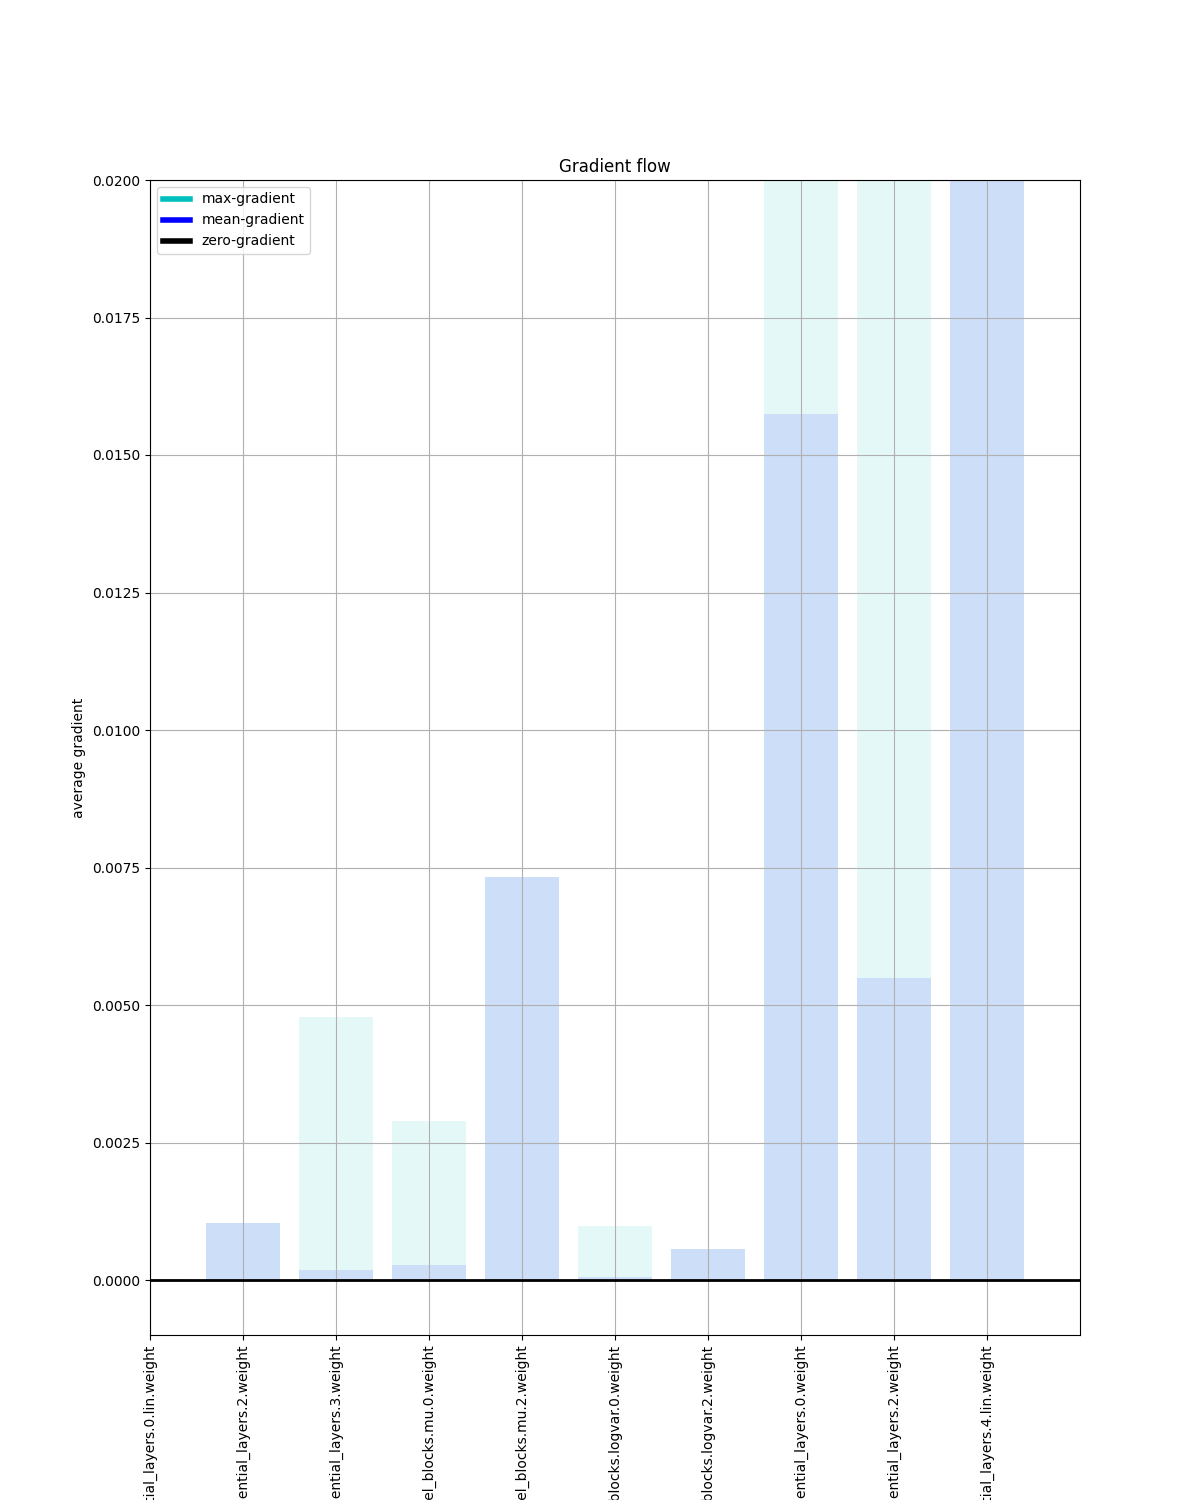 Gradient flow
max-gradient
mean-gradient
zero-gradient
0.0200
0.0175
0.0150
0.0125
0.0100
0.0075
0.0050
0.0025
0.0000
average gradient
tial_layers.0.lin.weight
ential_layers.2.weight
ential_layers.3.weight
el_blocks.mu.0.weight
el_blocks.mu.2.weight
blocks.logvar.0.weight
blocks.logvar.2.weight
ential_layers.0.weight
ential_layers.2.weight
tial_layers.4.lin.weight